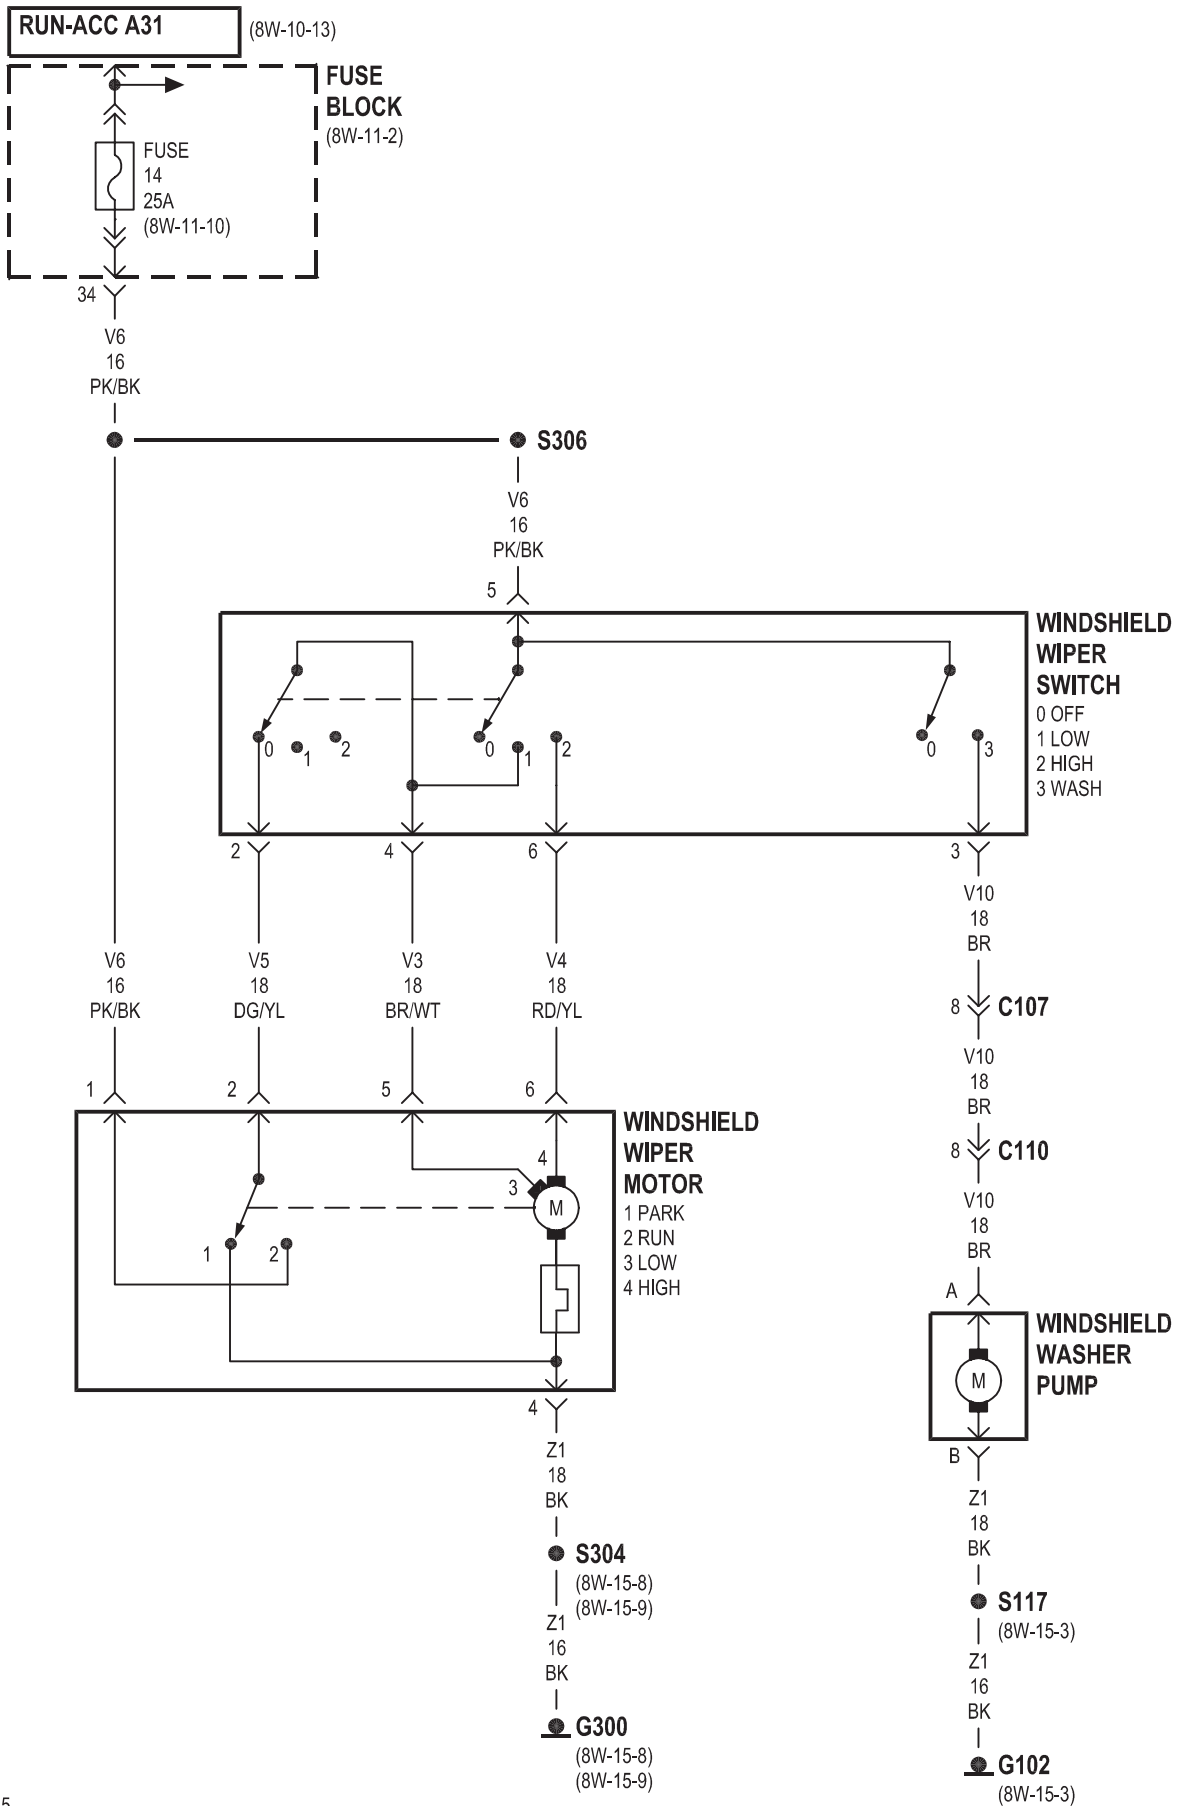 RUN-ACC A31
(8W-10-13)
FUSE
BLOCK
(8W-11-2)
FUSE
14
25A
(8W-11-10)
34
V6
16
PK/BK
S306
V6
16
PK/BK
5
WINDSHIELD
WIPER
SWITCH
0 OFF
1 LOW
2 HIGH
3 WASH
0
1
2
0
1
2
0
3
2
4
6
3
V10
18
BR
V6
16
PK/BK
V5
18
DG/YL
V3
18
BR/WT
V4
18
RD/YL
8
C107
V10
18
BR
1
2
5
6
WINDSHIELD
WIPER
MOTOR
1 PARK
2 RUN
3 LOW
4 HIGH
4
3
M
1
2
8
C110
V10
18
BR
A
WINDSHIELD
WASHER
PUMP
M
B
4
Z1
18
BK
S304
(8W-15-8)
(8W-15-9)
Z1
16
BK
G300
(8W-15-8)
(8W-15-9)
Z1
18
BK
S117
(8W-15-3)
Z1
16
BK
G102
(8W-15-3)
5